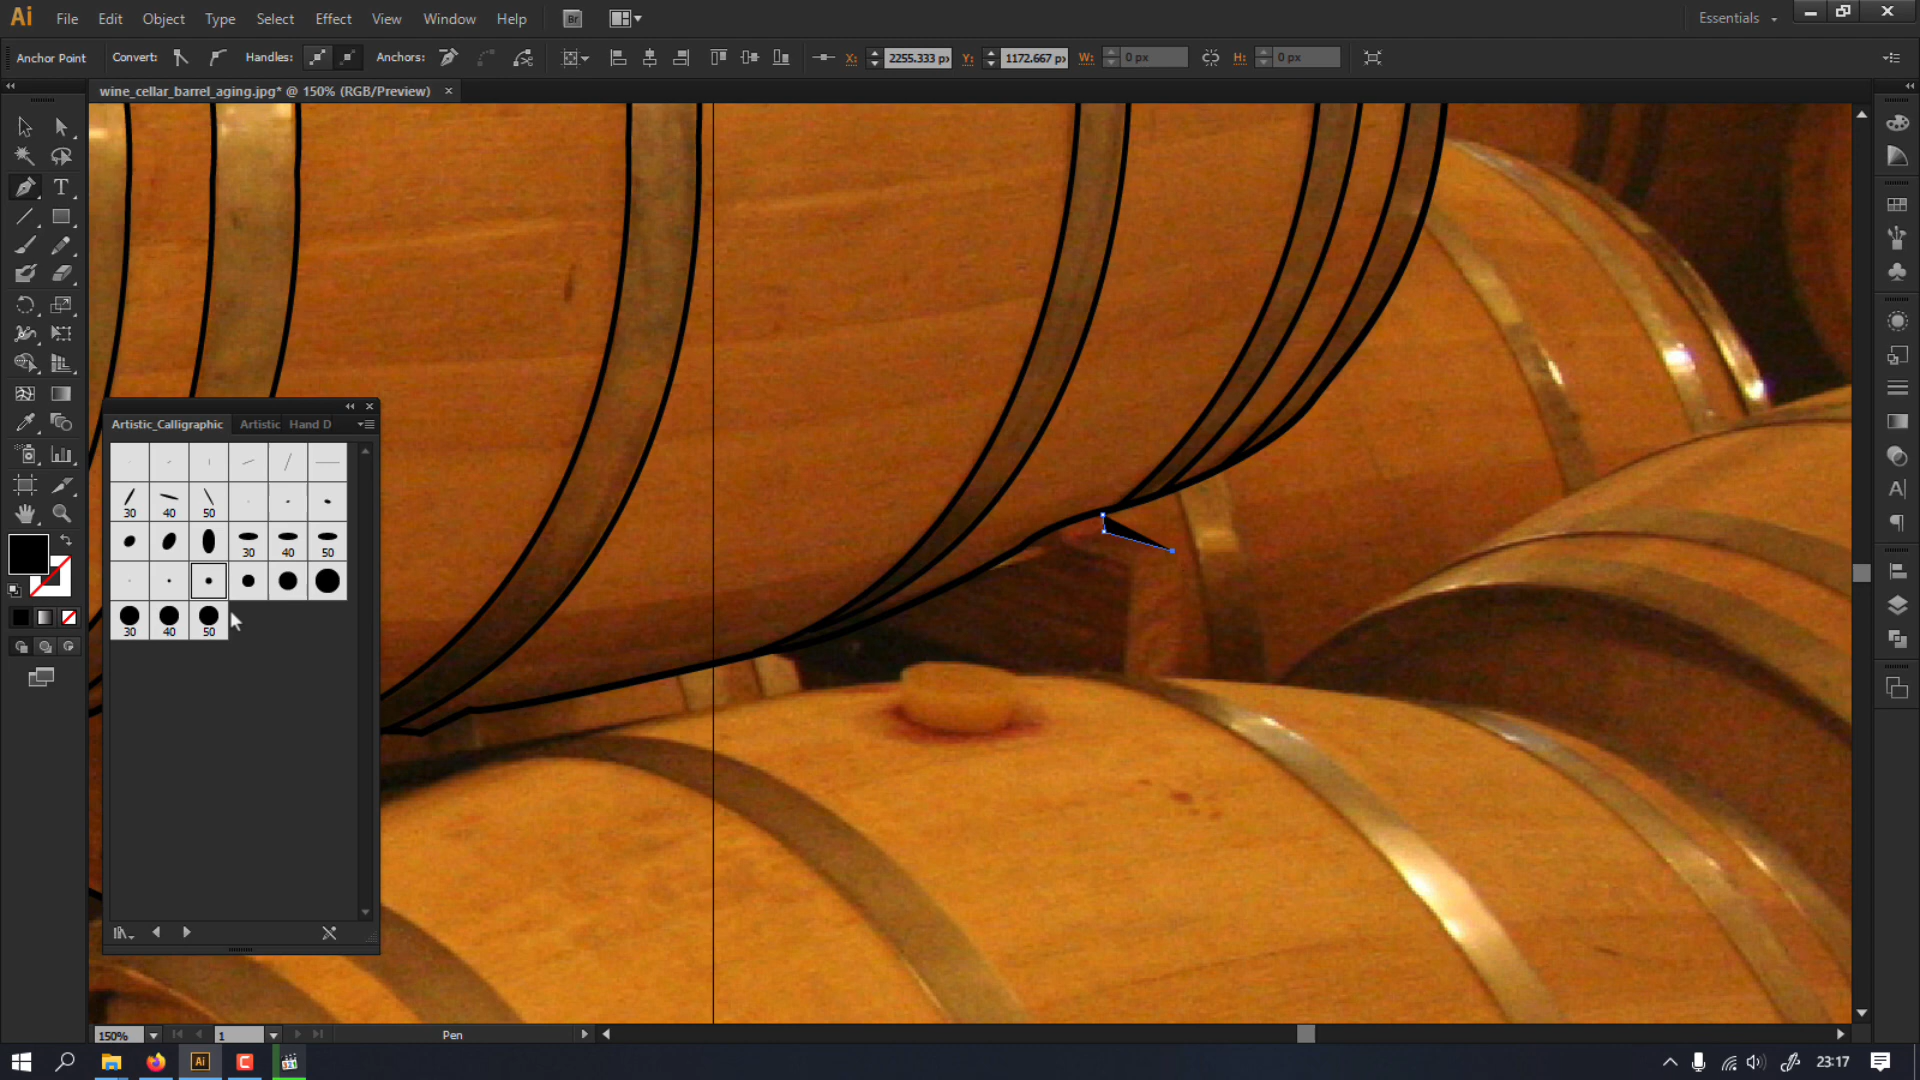 Ai File Edit Object Type Select Effect View Window Help Br Essentials
Anchor Point Convert: Handles: Anchors: X: 2255.333 px Y: 1172.667 px W: 0 px H: 0 px
wine_cellar_barrel_aging.jpg* @ 150% (RGB/Preview)
Artistic_Calligraphic Artistic Hand D
30 40 50
30 40 50
30 40 50
150% 1 Pen
Ai 23:17